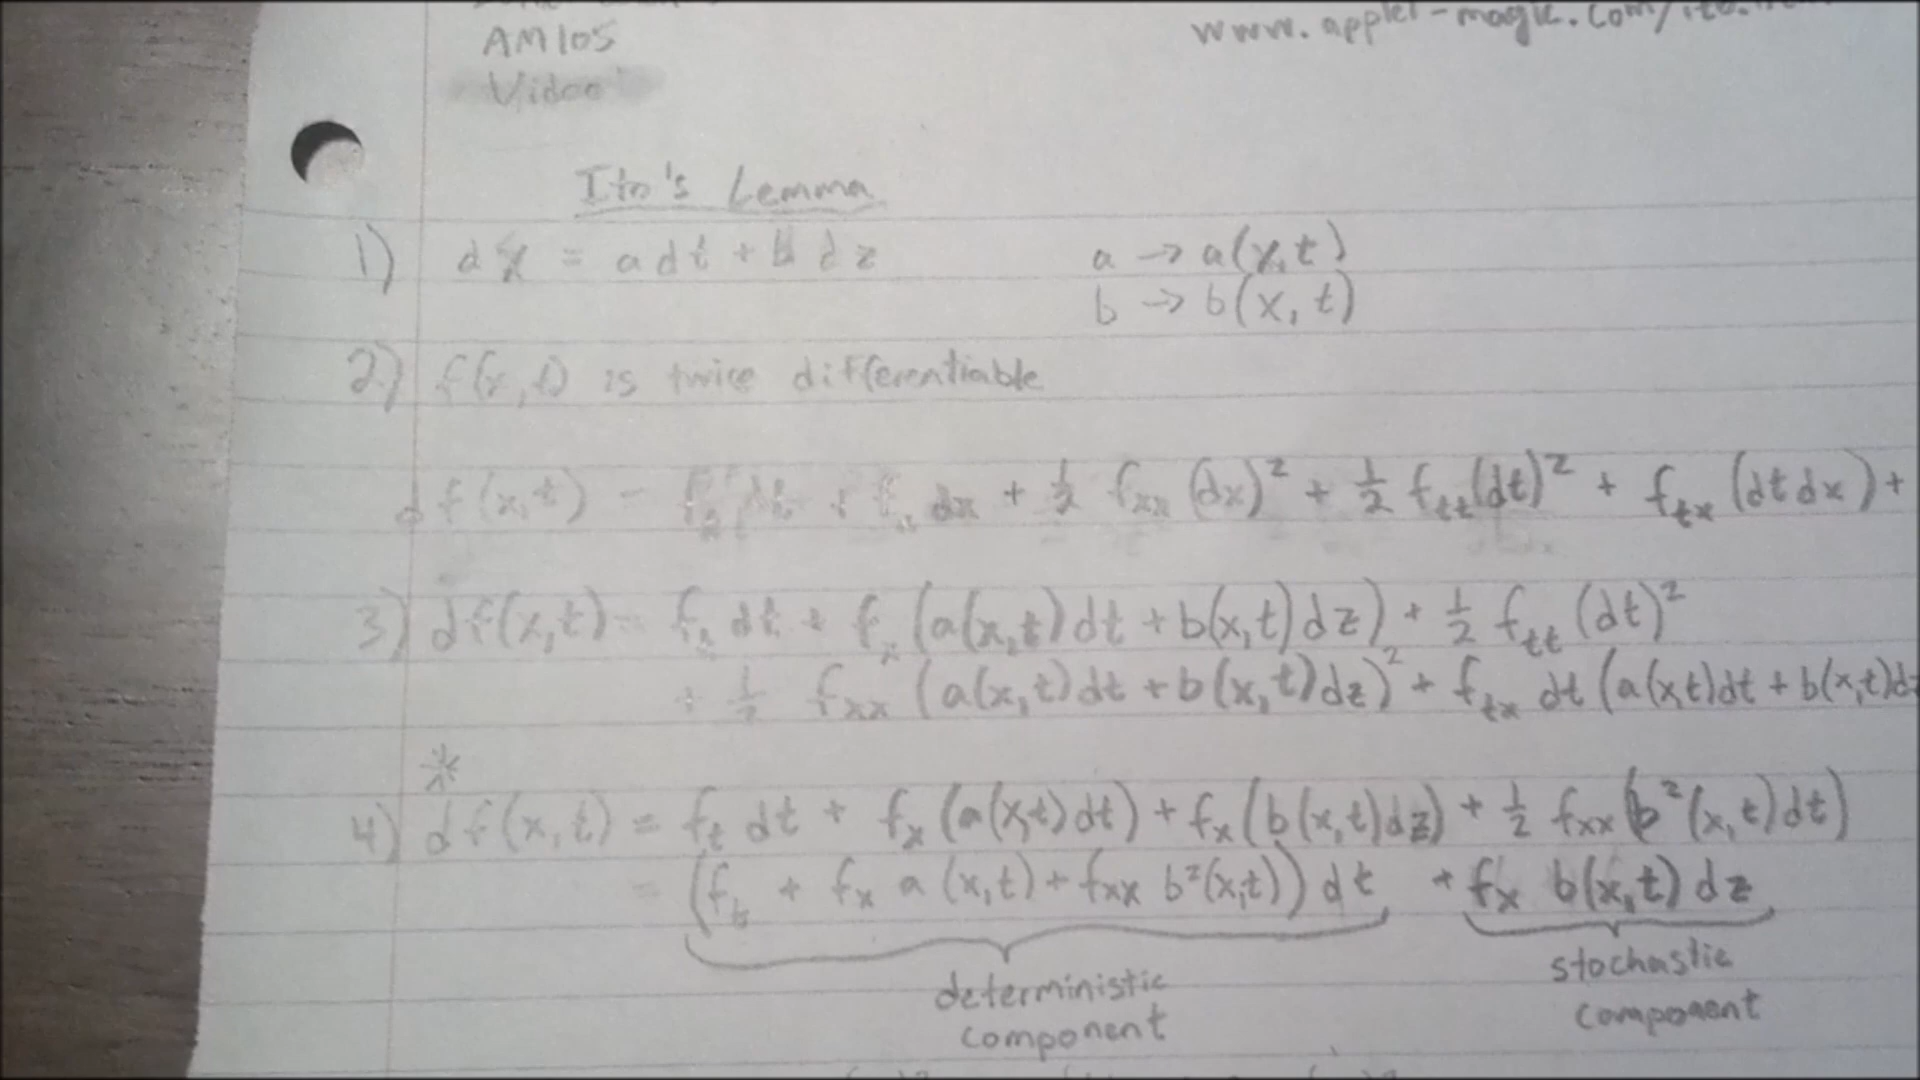 AM105
www.applet-magic.com/ito.
Video
Ito's Lemma
1) dx = a dt + b dz a → a(x,t)
b → b(x,t)
2) f(x,t) is twice differentiable
df(x,t) = f_t dt + f_x dx + 1/2 f_xx (dx)² + 1/2 f_tt (dt)² + f_tx (dt dx) +
3) df(x,t) = f_t dt + f_x (a(x,t) dt + b(x,t) dz) + 1/2 f_tt (dt)²
+ 1/2 f_xx (a(x,t) dt + b(x,t) dz)² + f_tx dt (a(x,t)dt + b(x,t)d
*
4) df(x,t) = f_t dt + f_x (a(x,t) dt) + f_x (b(x,t) dz) + 1/2 f_xx (b²(x,t) dt)
= (f_t + f_x a (x,t) + f_xx b²(x,t)) dt + f_x b(x,t) dz
deterministic component
stochastic component